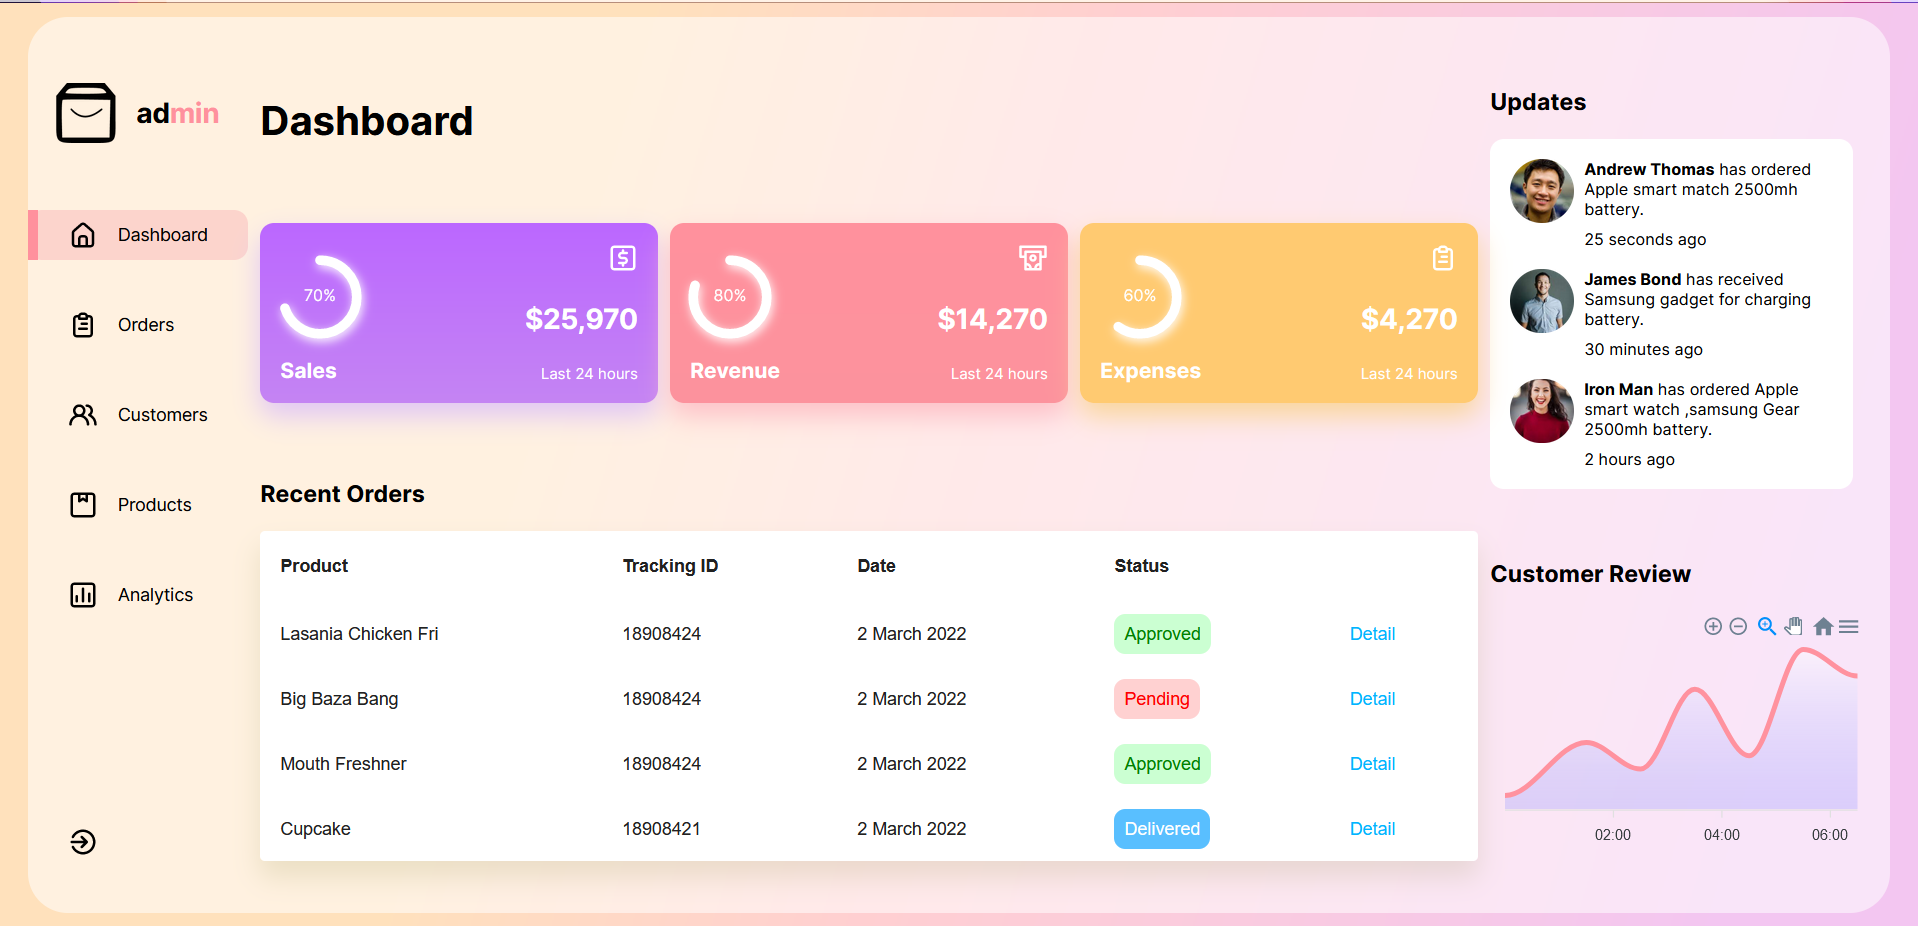 admin
Dashboard
Orders
Customers
Products
Analytics
Dashboard
70%
$25,970
Sales
Last 24 hours
80%
$14,270
Revenue
Last 24 hours
60%
$4,270
Expenses
Last 24 hours
Recent Orders
Product Tracking ID Date Status
Lasania Chicken Fri 18908424 2 March 2022 Approved Detail
Big Baza Bang 18908424 2 March 2022 Pending Detail
Mouth Freshner 18908424 2 March 2022 Approved Detail
Cupcake 18908421 2 March 2022 Delivered Detail
Updates
Andrew Thomas has ordered
Apple smart match 2500mh
battery.
25 seconds ago
James Bond has received
Samsung gadget for charging
battery.
30 minutes ago
Iron Man has ordered Apple
smart watch ,samsung Gear
2500mh battery.
2 hours ago
Customer Review
02:00 04:00 06:00